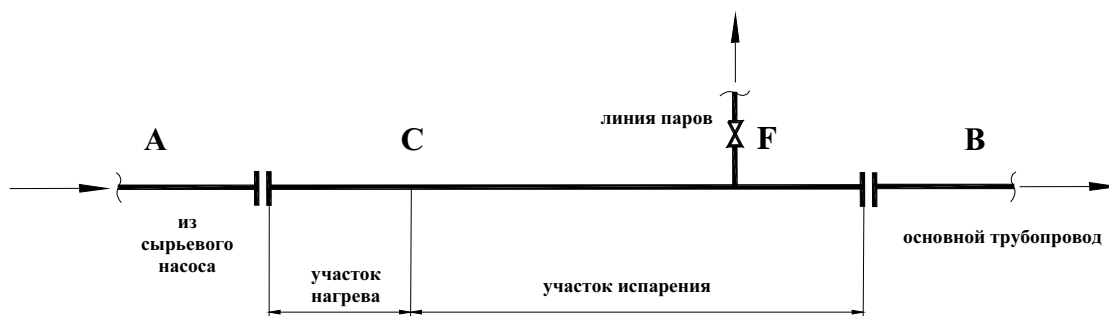 линия паров
A
C
F
B
из
сырьевого
насоса
основной трубопровод
участок
нагрева
участок испарения